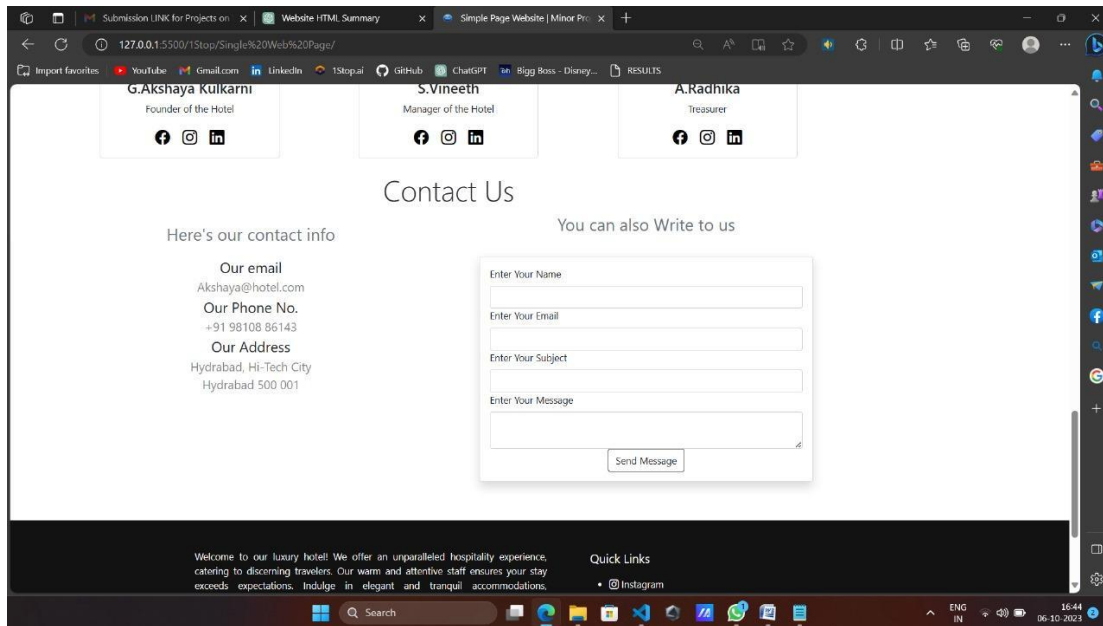 Submission LINK for Projects on
Website HTML Summary
Simple Page Website | Minor Pro
127.0.0.1:5500/1Stop/Single%20Web%20Page/
Import favorites
YouTube
Gmail.com
LinkedIn
1Stop.ai
GitHub
ChatGPT
Bigg Boss - Disney...
RESULTS
G.Akshaya Kulkarni
Founder of the Hotel
S.Vineeth
Manager of the Hotel
A.Radhika
Treasurer
Contact Us
Here's our contact info
Our email
Akshaya@hotel.com
Our Phone No.
+91 98108 86143
Our Address
Hydrabad, Hi-Tech City
Hydrabad 500 001
You can also Write to us
Enter Your Name
Enter Your Email
Enter Your Subject
Enter Your Message
Send Message
Welcome to our luxury hotel! We offer an unparalleled hospitality experience,
catering to discerning travelers. Our warm and attentive staff ensures your stay
exceeds expectations. Indulge in elegant and tranquil accommodations,
Quick Links
• Instagram
Search
ENG
IN
16:44
06-10-2023